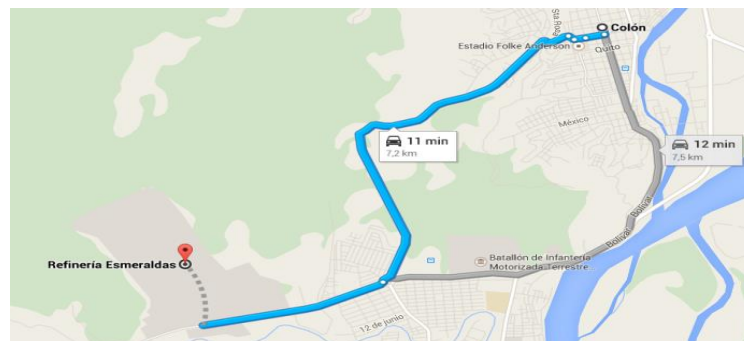 Sta Rosa
Colón
Estadio Folke Anderson
Quito
México
11 min
7,2 km
12 min
7,5 km
Bolívar
Bolívar
Batallón de Infantería
Motorizada Terrestre
Refinería Esmeraldas
12 de junio